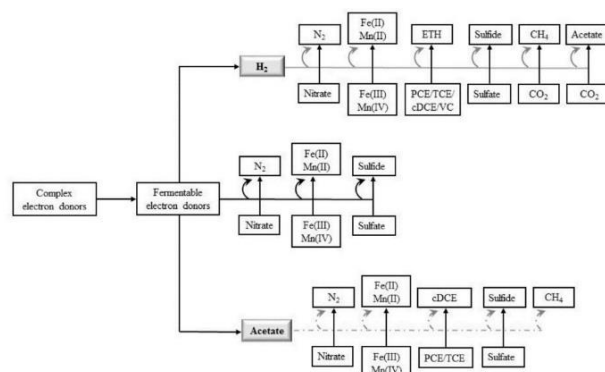 N₂
Fe(II)
Mn(II)
ETH
Sulfide
CH₄
Acetate
H₂
Nitrate
Fe(III)
Mn(IV)
PCE/TCE/
cDCE/VC
Sulfate
CO₂
CO₂
N₂
Fe(II)
Mn(II)
Sulfide
Complex
electron donors
Fermentable
electron donors
Nitrate
Fe(III)
Mn(IV)
Sulfate
N₂
Fe(II)
Mn(II)
cDCE
Sulfide
CH₄
Acetate
Nitrate
Fe(III)
Mn(IV)
PCE/TCE
Sulfate